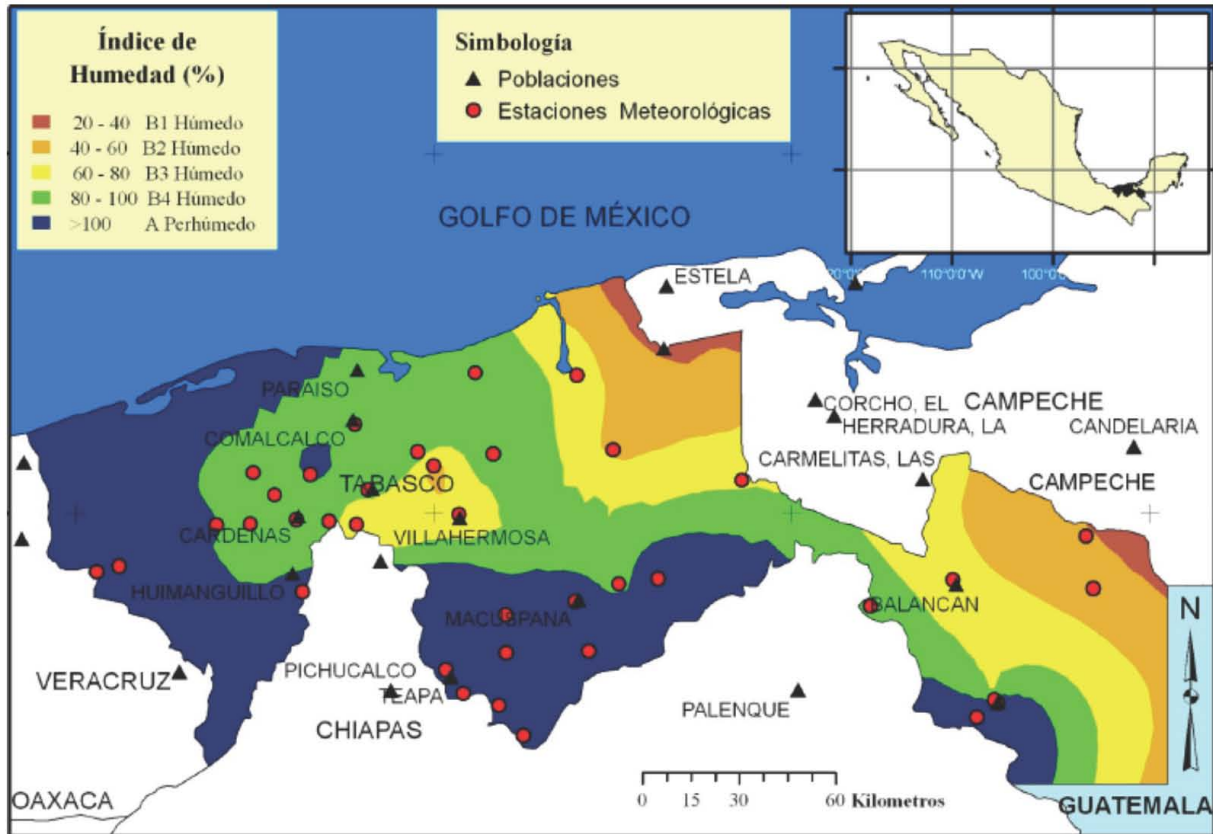 Índice de
Humedad (%)
20 - 40 B1 Húmedo
40 - 60 B2 Húmedo
60 - 80 B3 Húmedo
80 - 100 B4 Húmedo
>100 A Perhúmedo
Simbología
Poblaciones
Estaciones Meteorológicas
GOLFO DE MÉXICO
110°0'0"W
ESTELA
PARAISO
COMALCALCO
TABASCO
CARDENAS
VILLAHERMOSA
HUIMANGUILLO
MACUSPANA
PICHUCALCO
TEAPA
VERACRUZ
CHIAPAS
OAXACA
CORCHO, EL
CAMPECHE
HERRADURA, LA
CANDELARIA
CARMELITAS, LAS
CAMPECHE
BALANCAN
PALENQUE
N
0 15 30 60 Kilometros
GUATEMALA